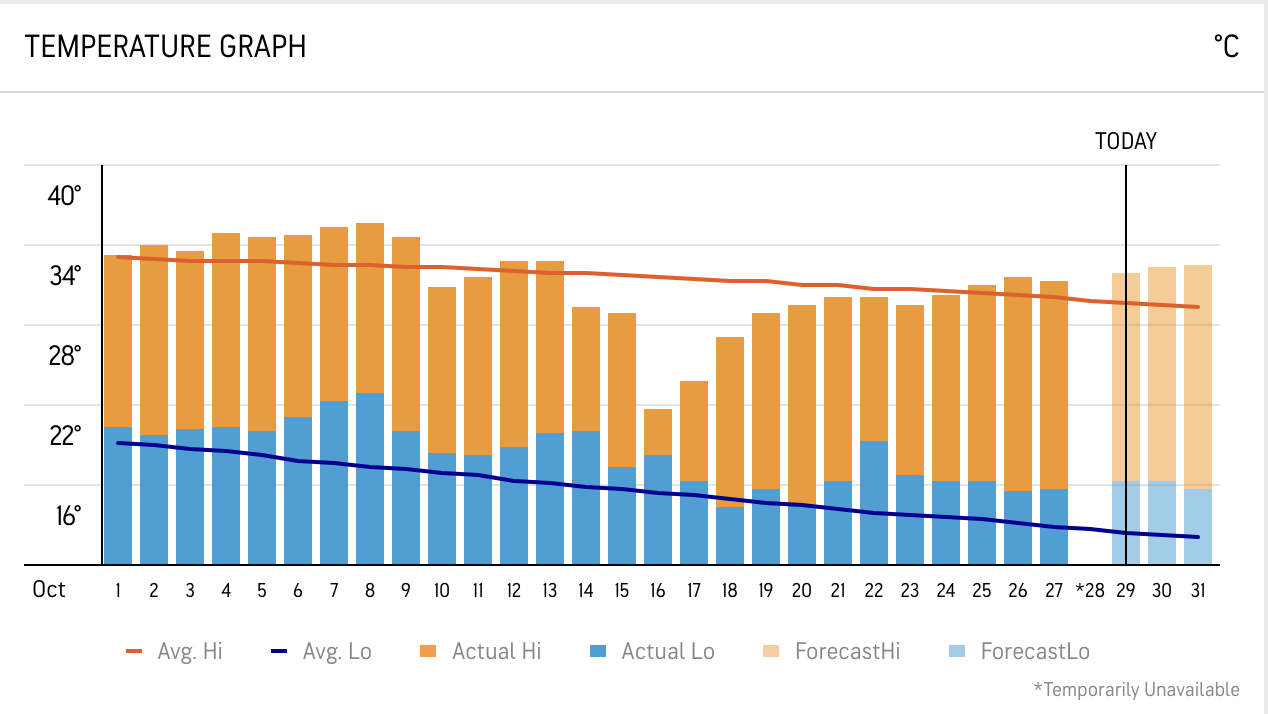 TEMPERATURE GRAPH °C
TODAY
40°
34°
28°
22°
16°
Oct 1 2 3 4 5 6 7 8 9 10 11 12 13 14 15 16 17 18 19 20 21 22 23 24 25 26 27 *28 29 30 31
Avg. Hi Avg. Lo Actual Hi Actual Lo ForecastHi ForecastLo
*Temporarily Unavailable